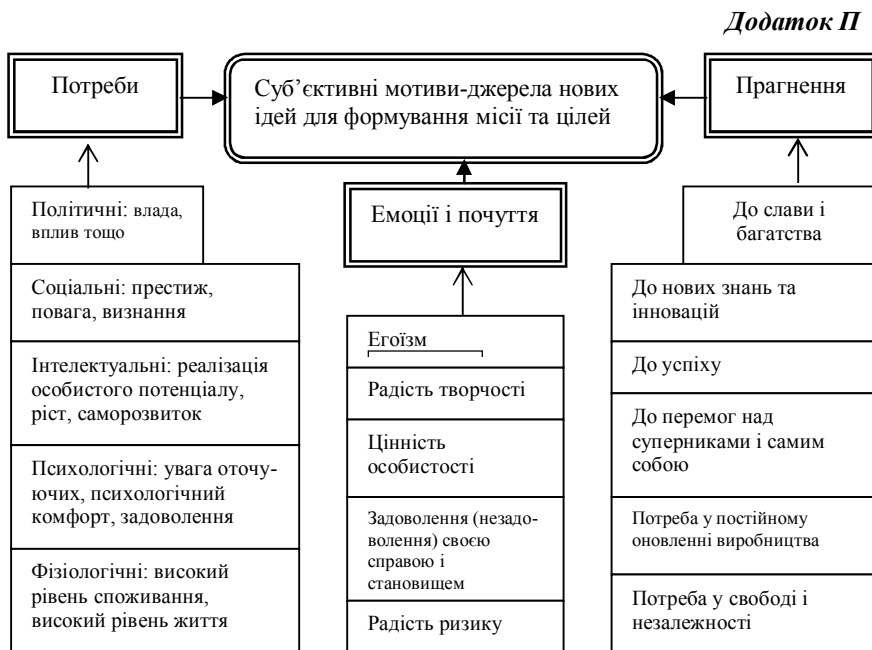 Додаток П
Потреби
Суб’єктивні мотиви-джерела нових
ідей для формування місії та цілей
Прагнення
Емоції і почуття
Політичні: влада,
вплив тощо
Соціальні: престиж,
повага, визнання
Інтелектуальні: реалізація
особистого потенціалу,
ріст, саморозвиток
Психологічні: увага оточу-
ючих, психологічний
комфорт, задоволення
Фізіологічні: високий
рівень споживання,
високий рівень життя
Егоїзм
Радість творчості
Цінність
особистості
Задоволення (незадо-
волення) своєю
справою і
становищем
Радість ризику
До слави і
багатства
До нових знань та
інновацій
До успіху
До перемог над
суперниками і самим
собою
Потреба у постійному
оновленні виробництва
Потреба у свободі і
незалежності